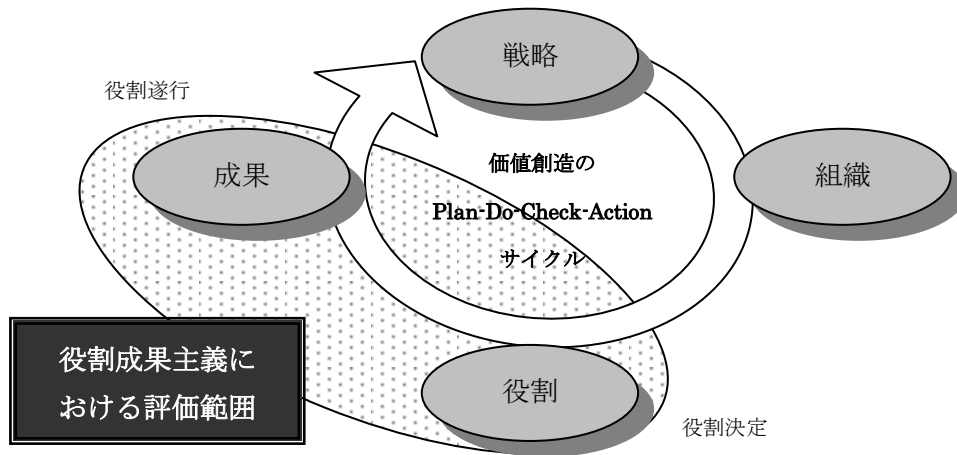 戦略
役割遂行
成果
組織
価値創造の
Plan-Do-Check-Action
サイクル
役割成果主義に
おける評価範囲
役割
役割決定